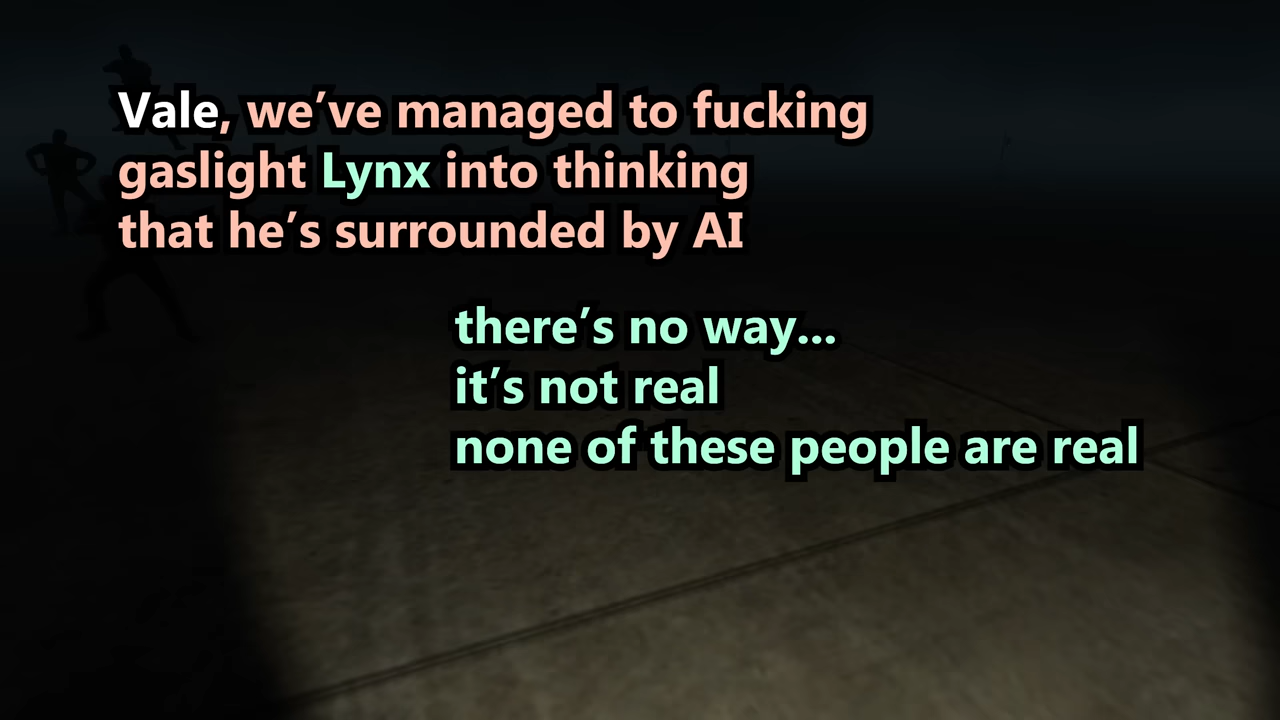 Vale, we’ve managed to fucking
gaslight Lynx into thinking
that he’s surrounded by AI
there’s no way...
it’s not real
none of these people are real